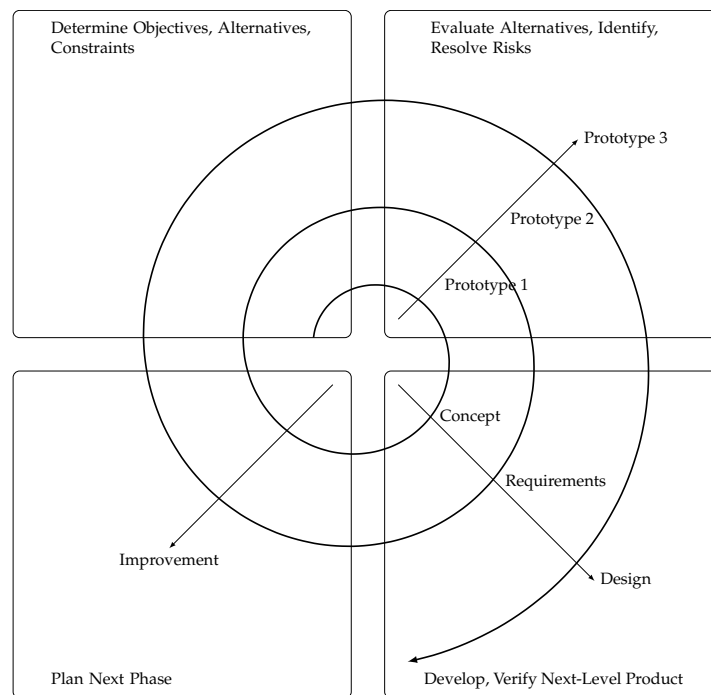 Determine Objectives, Alternatives,
Constraints
Evaluate Alternatives, Identify,
Resolve Risks
Prototype 3
Prototype 2
Prototype 1
Concept
Requirements
Improvement
Design
Plan Next Phase
Develop, Verify Next-Level Product